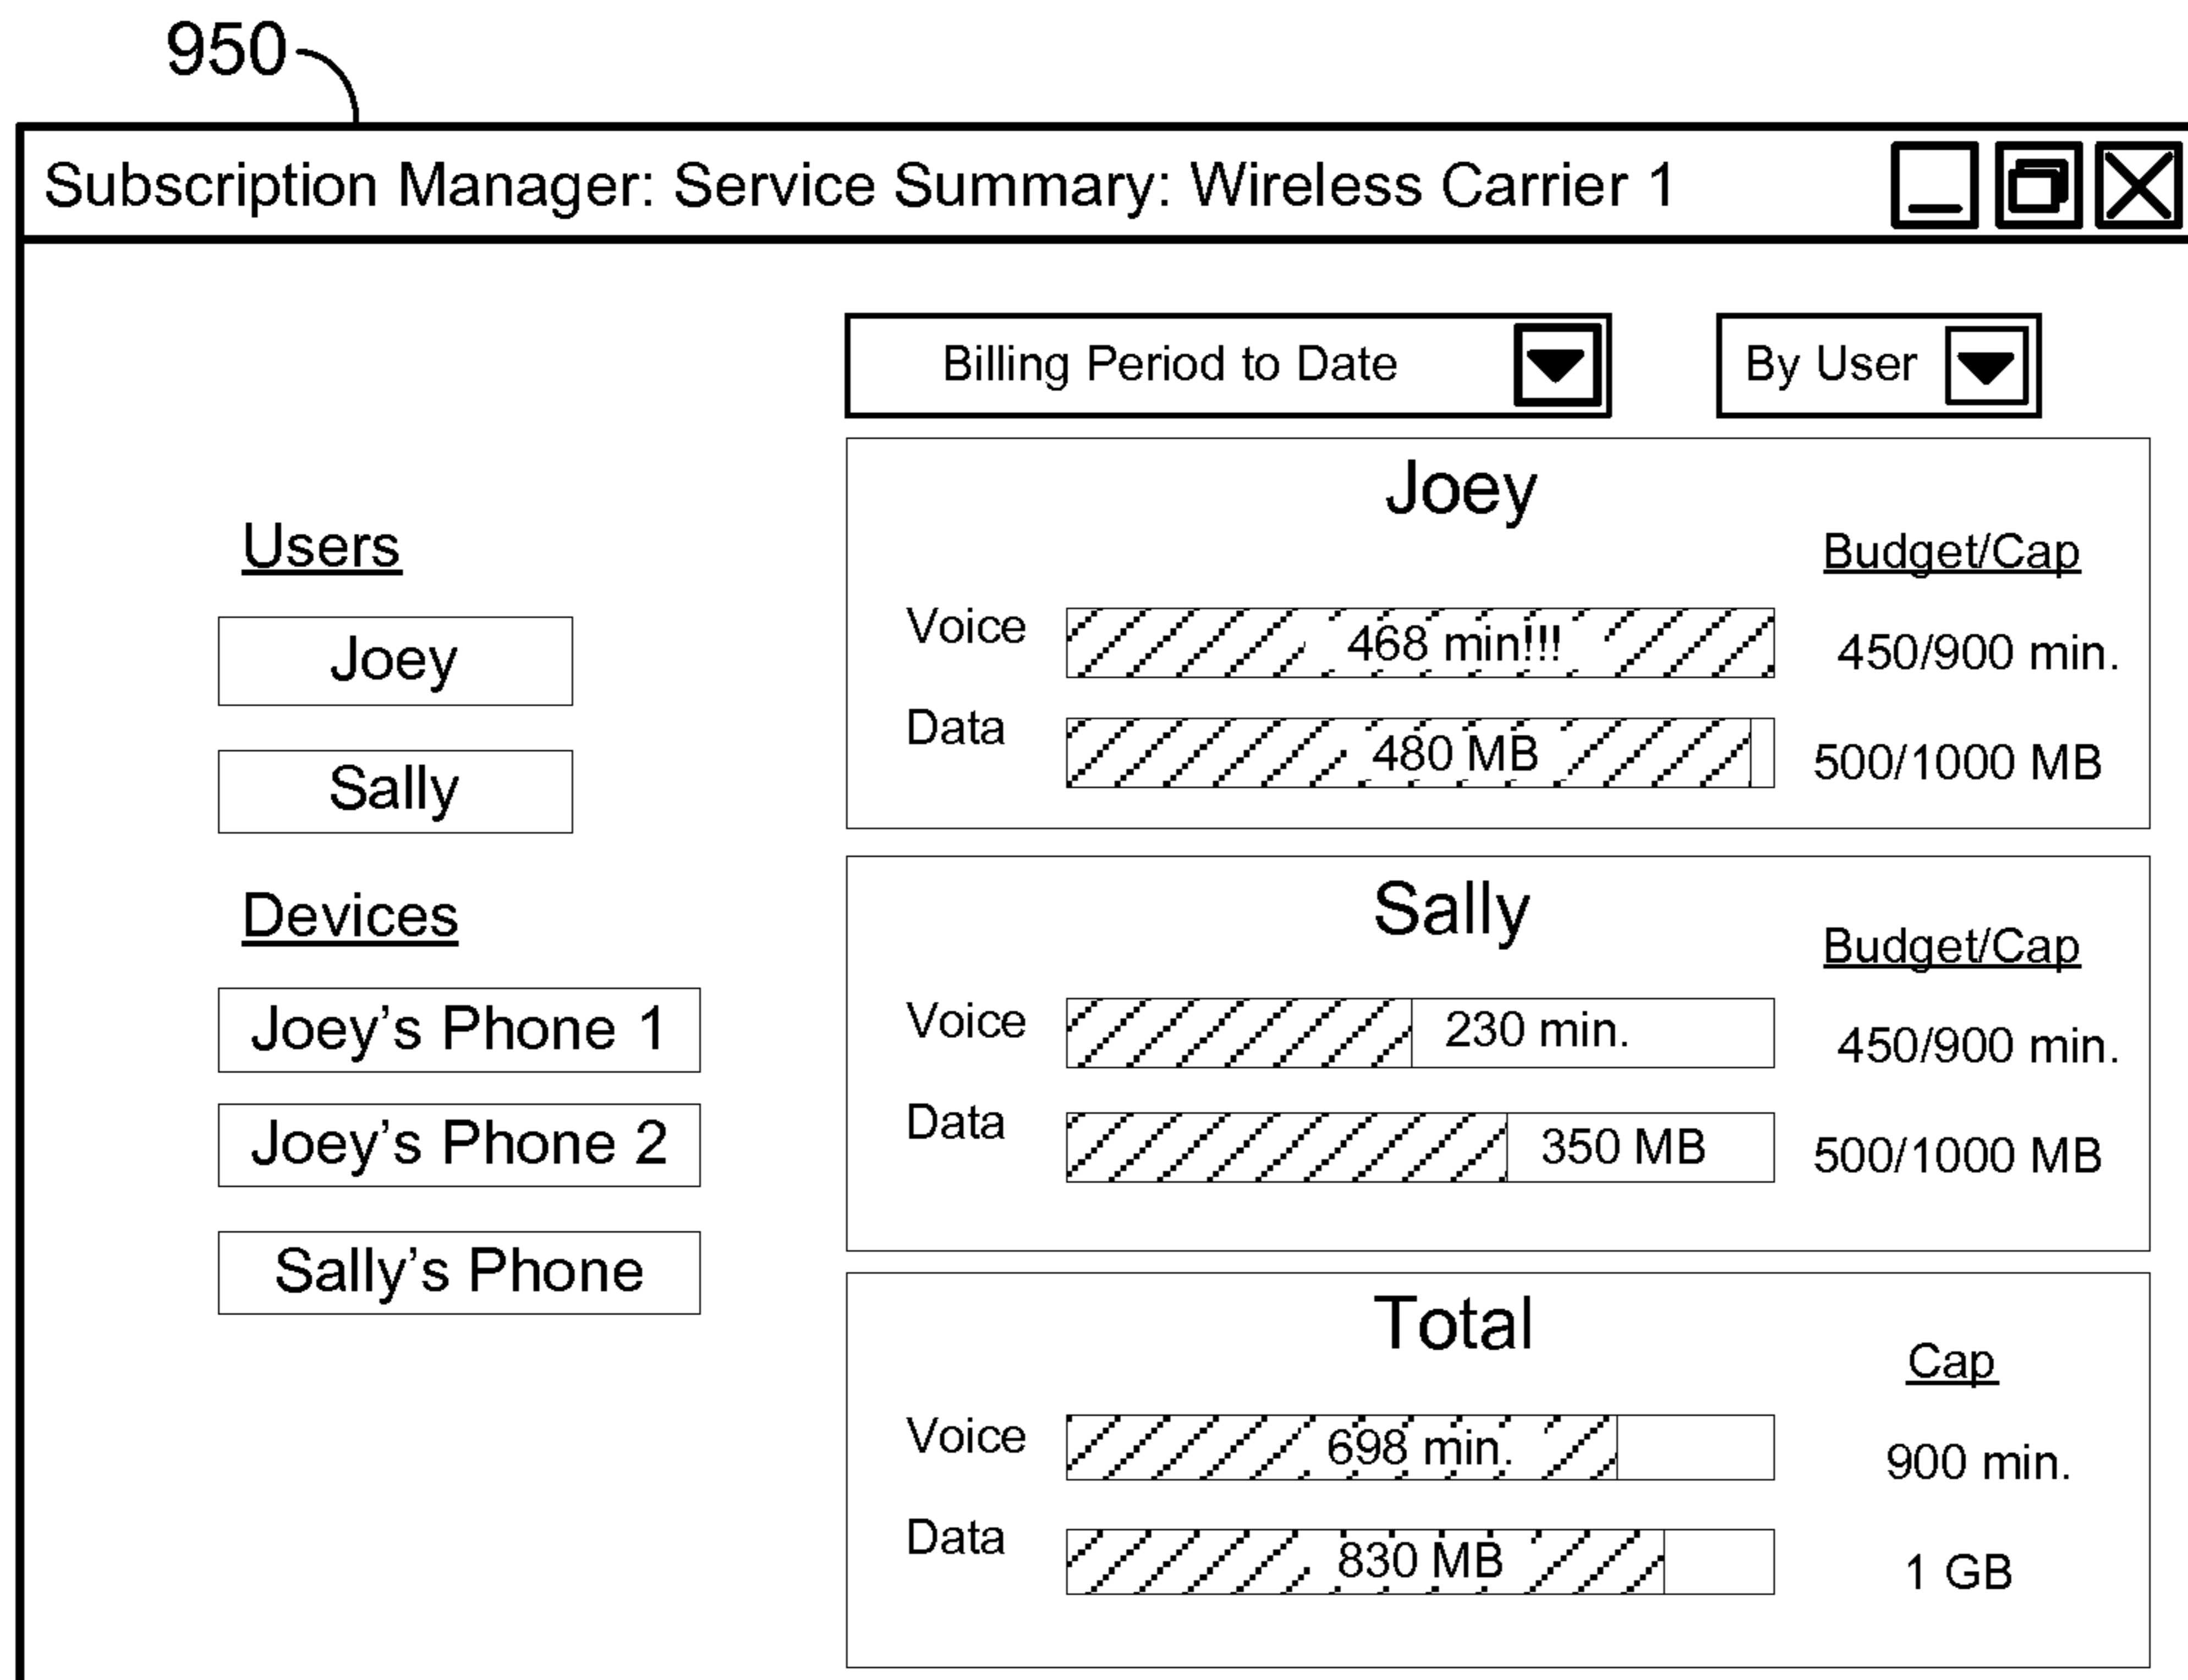 950
Subscription Manager: Service Summary: Wireless Carrier 1
Billing Period to Date
By User
Users
Joey
Sally
Devices
Joey’s Phone 1
Joey’s Phone 2
Sally’s Phone
Joey
Budget/Cap
Voice 468 min!!! 450/900 min.
Data 480 MB 500/1000 MB
Sally
Budget/Cap
Voice 230 min. 450/900 min.
Data 350 MB 500/1000 MB
Total
Cap
Voice 698 min. 900 min.
Data 830 MB 1 GB